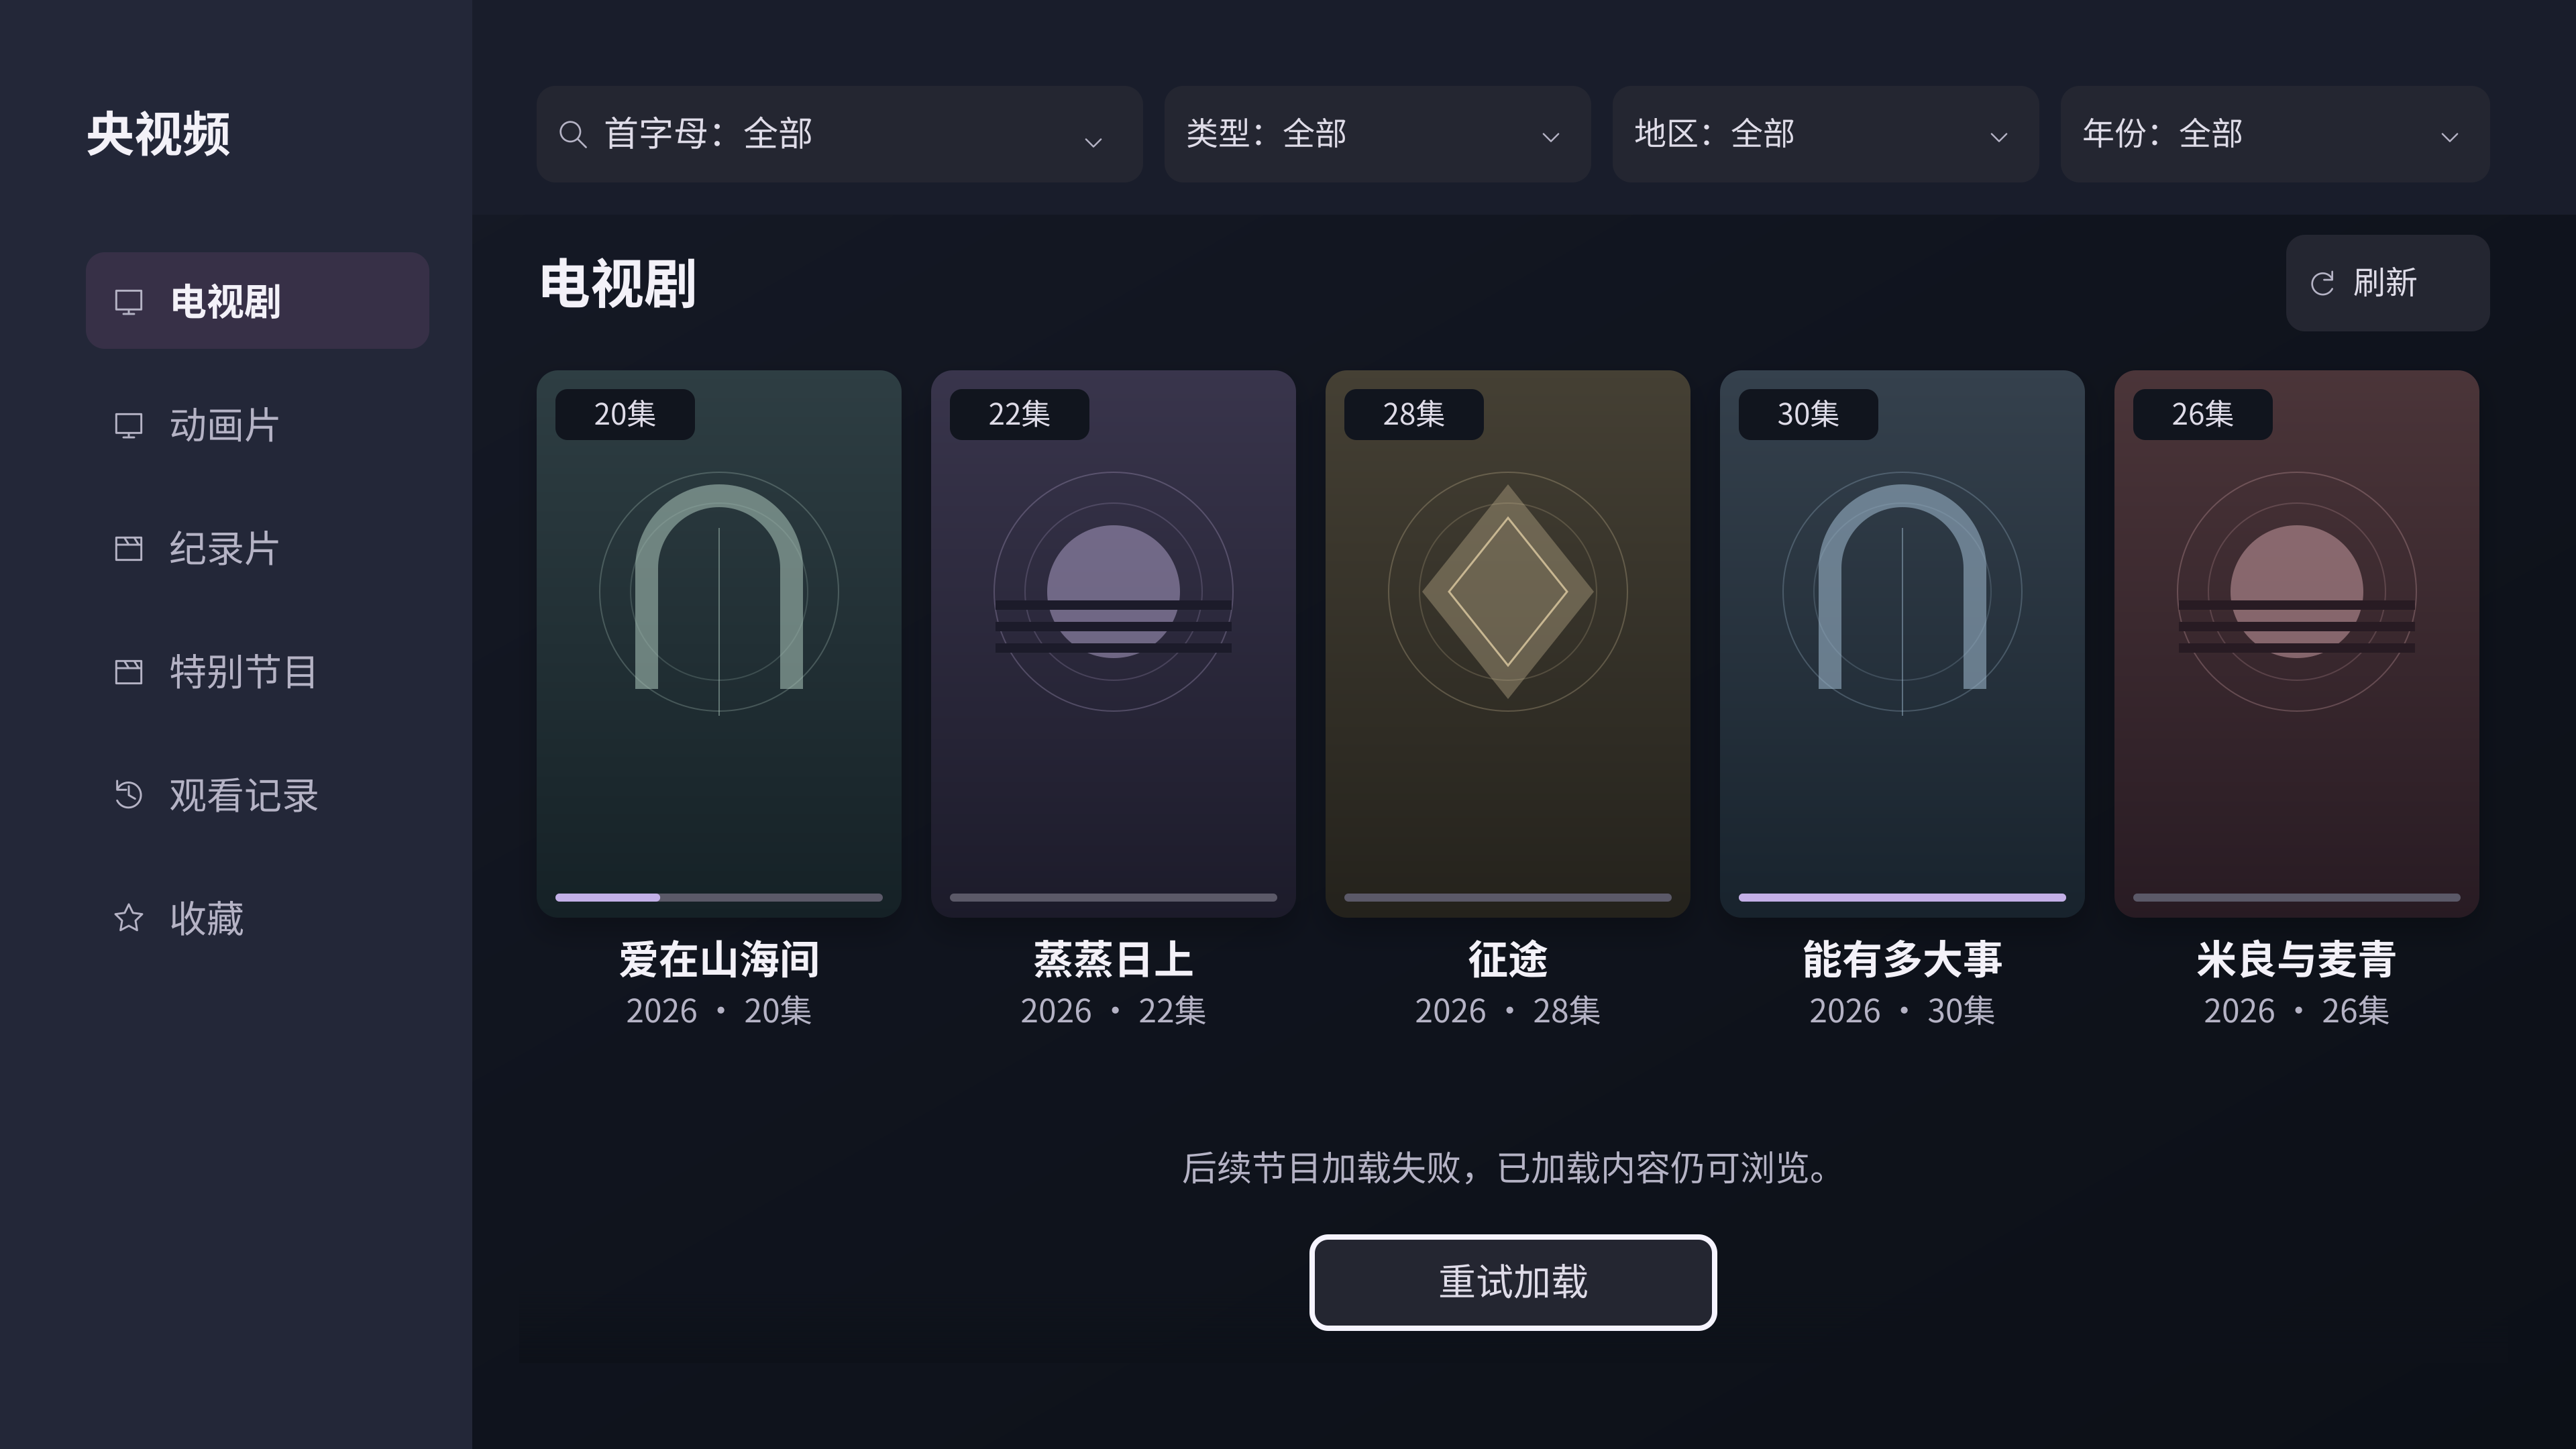 央视频
首字母：全部
类型：全部
地区：全部
年份：全部
电视剧
动画片
纪录片
特别节目
观看记录
收藏
电视剧
刷新
20集
22集
28集
30集
26集
爱在山海间
2026 • 20集
蒸蒸日上
2026 • 22集
征途
2026 • 28集
能有多大事
2026 • 30集
米良与麦青
2026 • 26集
后续节目加载失败，已加载内容仍可浏览。
重试加载